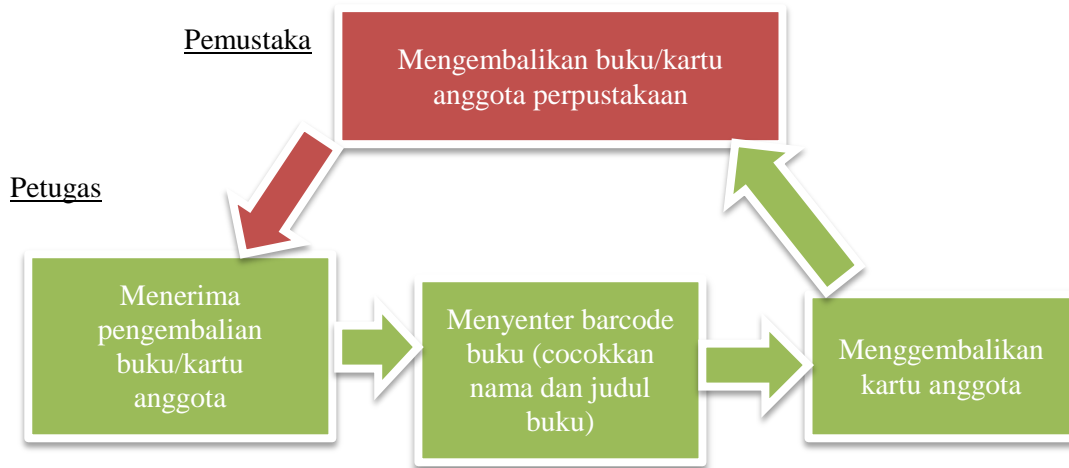 Pemustaka
Mengembalikan buku/kartu
anggota perpustakaan
Petugas
Menerima
pengembalian
buku/kartu
anggota
Menyenter barcode
buku (cocokkan
nama dan judul
buku)
Menggembalikan
kartu anggota